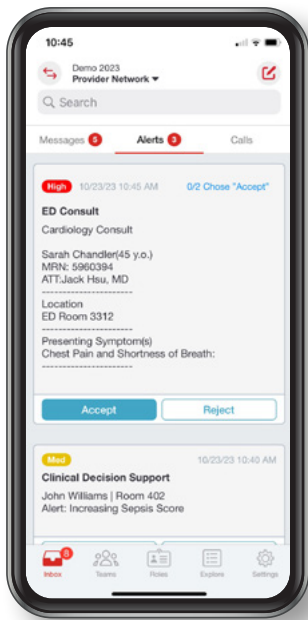 10:45
Demo 2023
Provider Network
Search
Messages 5 Alerts 3 Calls
High 10/23/23 10:45 AM 0/2 Chose "Accept"
ED Consult
Cardiology Consult
Sarah Chandler(45 y.o.)
MRN: 5960394
ATT:Jack Hsu, MD
----------------------
Location
ED Room 3312
----------------------
Presenting Symptom(s)
Chest Pain and Shortness of Breath:
----------------------
Accept Reject
Med 10/23/23 10:40 AM
Clinical Decision Support
John Williams | Room 402
Alert: Increasing Sepsis Score
8
Inbox Teams Roles Explore Settings